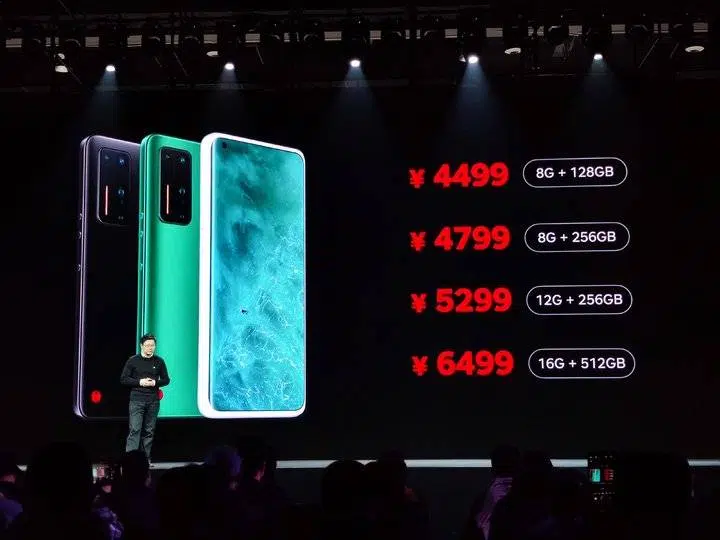 ¥ 4499 8G + 128GB
¥ 4799 8G + 256GB
¥ 5299 12G + 256GB
¥ 6499 16G + 512GB